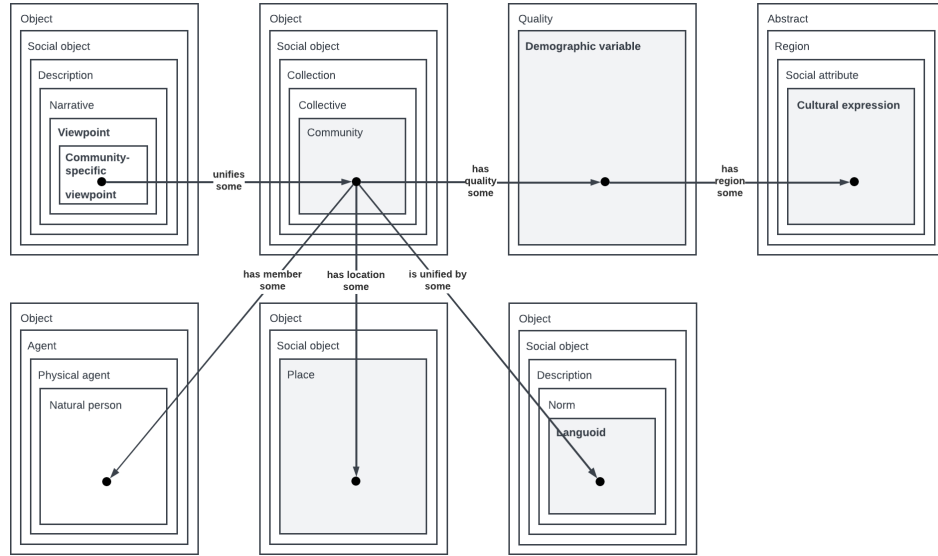 Object
Social object
Description
Narrative
Viewpoint
Community-
specific
viewpoint
unifies
some
Object
Social object
Collection
Collective
Community
has
quality
some
Quality
Demographic variable
has
region
some
Abstract
Region
Social attribute
Cultural expression
has member
some
has location
some
is unified by
some
Object
Agent
Physical agent
Natural person
Object
Social object
Place
Object
Social object
Description
Norm
Languoid